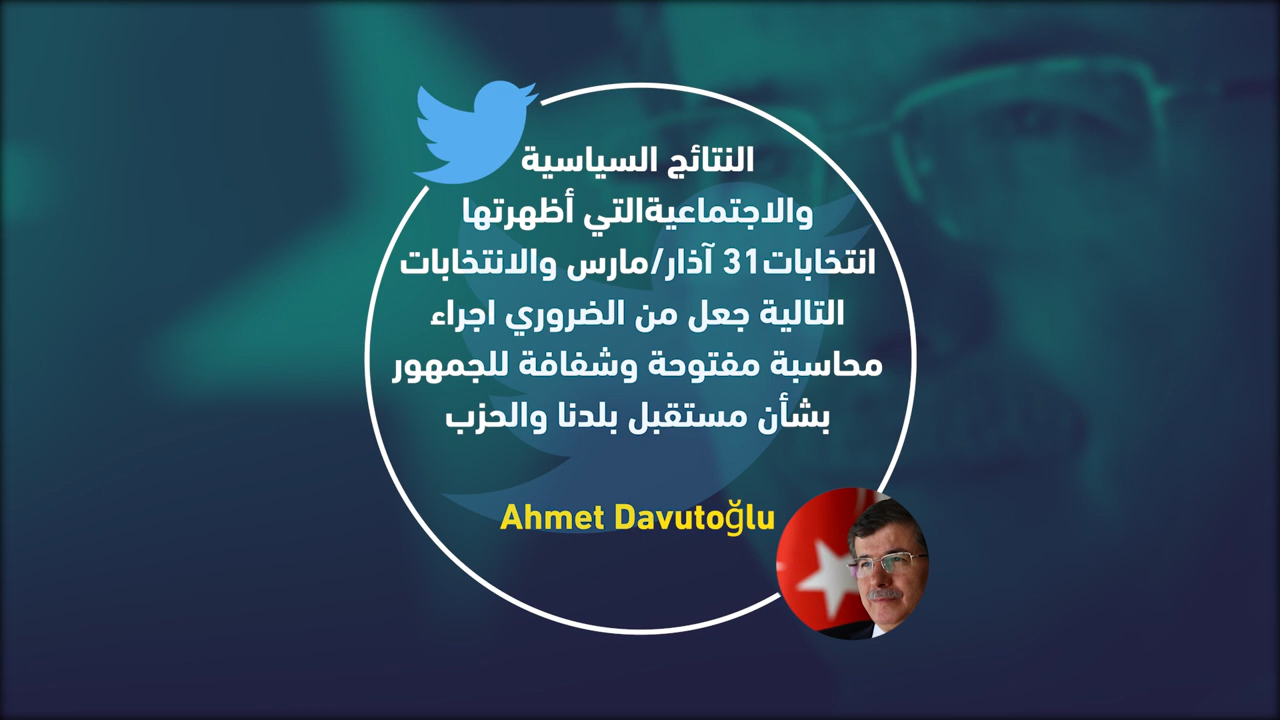 النتائج السياسية
والاجتماعيةالتي أظهرتها
انتخابات31 آذار/مارس والانتخابات
التالية جعل من الضروري اجراء
محاسبة مفتوحة وشفافة للجمهور
بشأن مستقبل بلدنا والحزب
Ahmet Davutoğlu